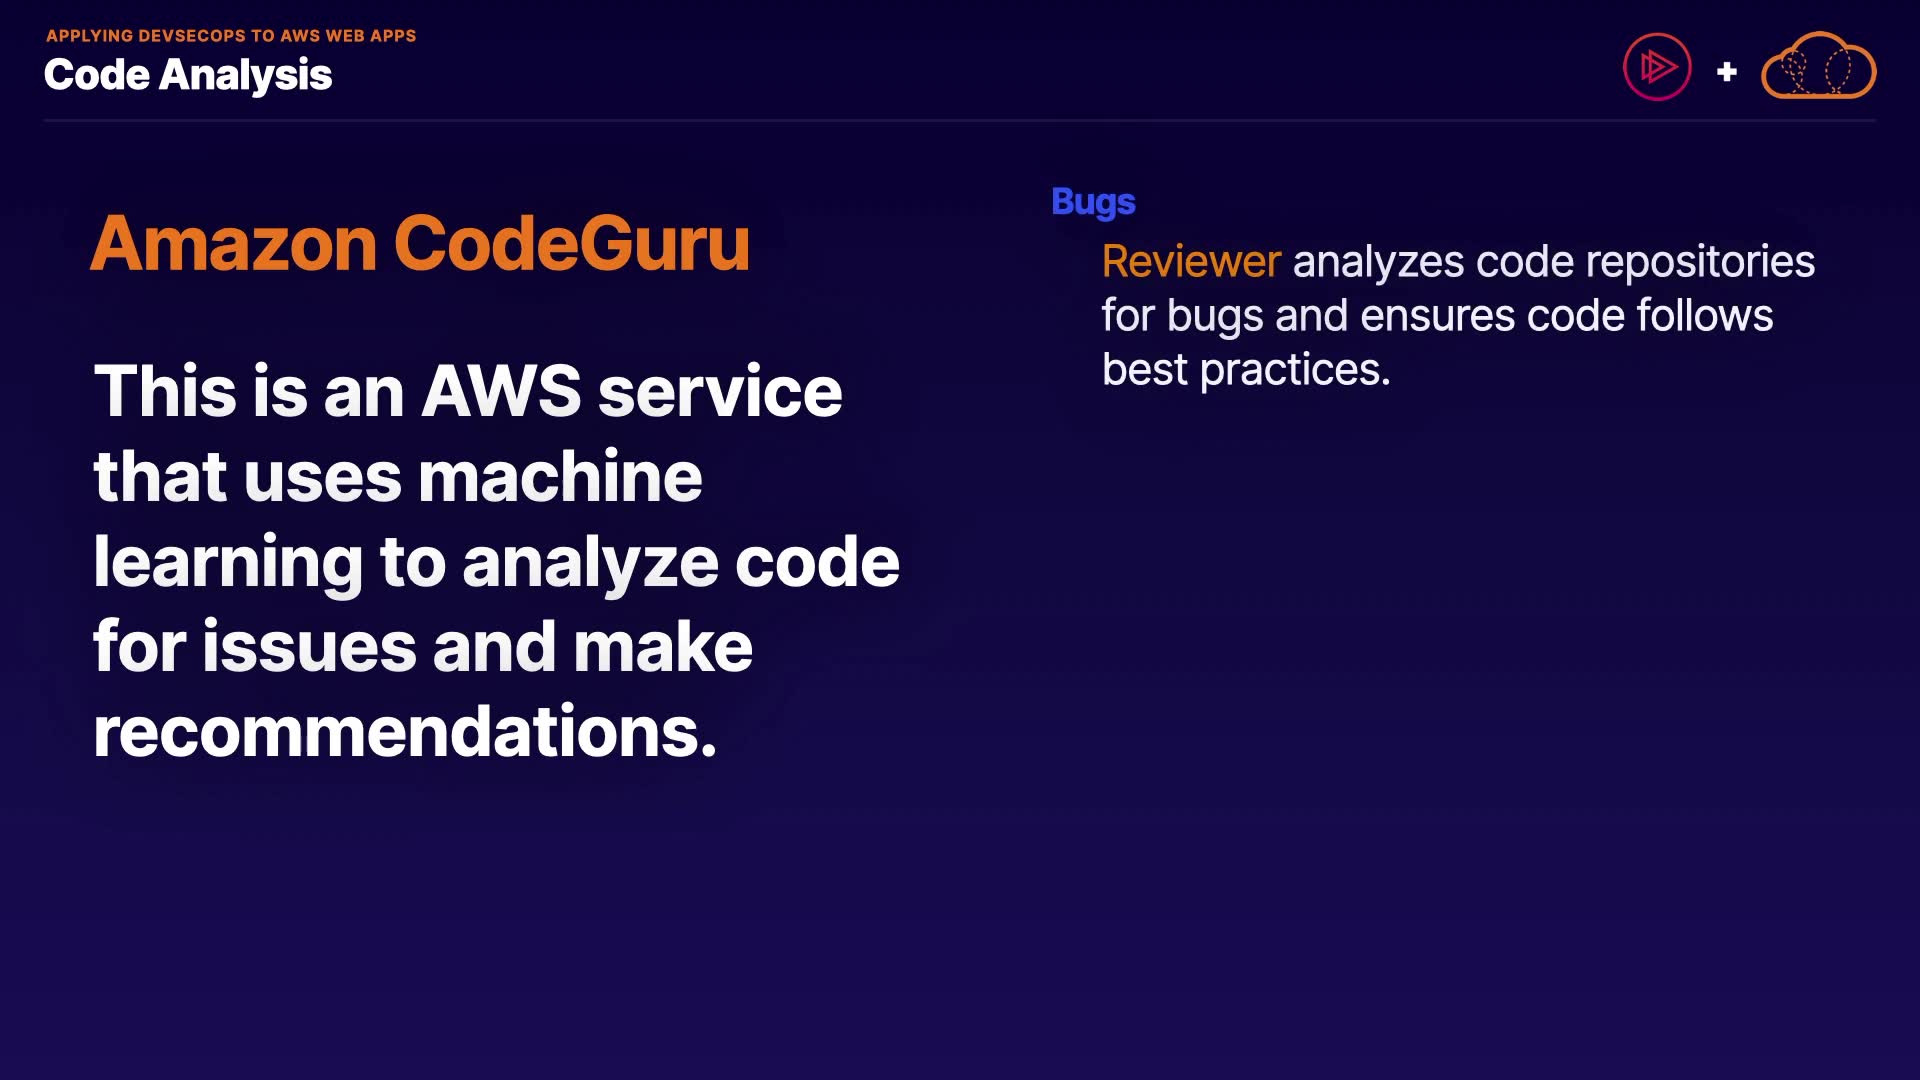 APPLYING DEVSECOPS TO AWS WEB APPS
Code Analysis
Amazon CodeGuru
This is an AWS service
that uses machine
learning to analyze code
for issues and make
recommendations.
Bugs
Reviewer analyzes code repositories
for bugs and ensures code follows
best practices.